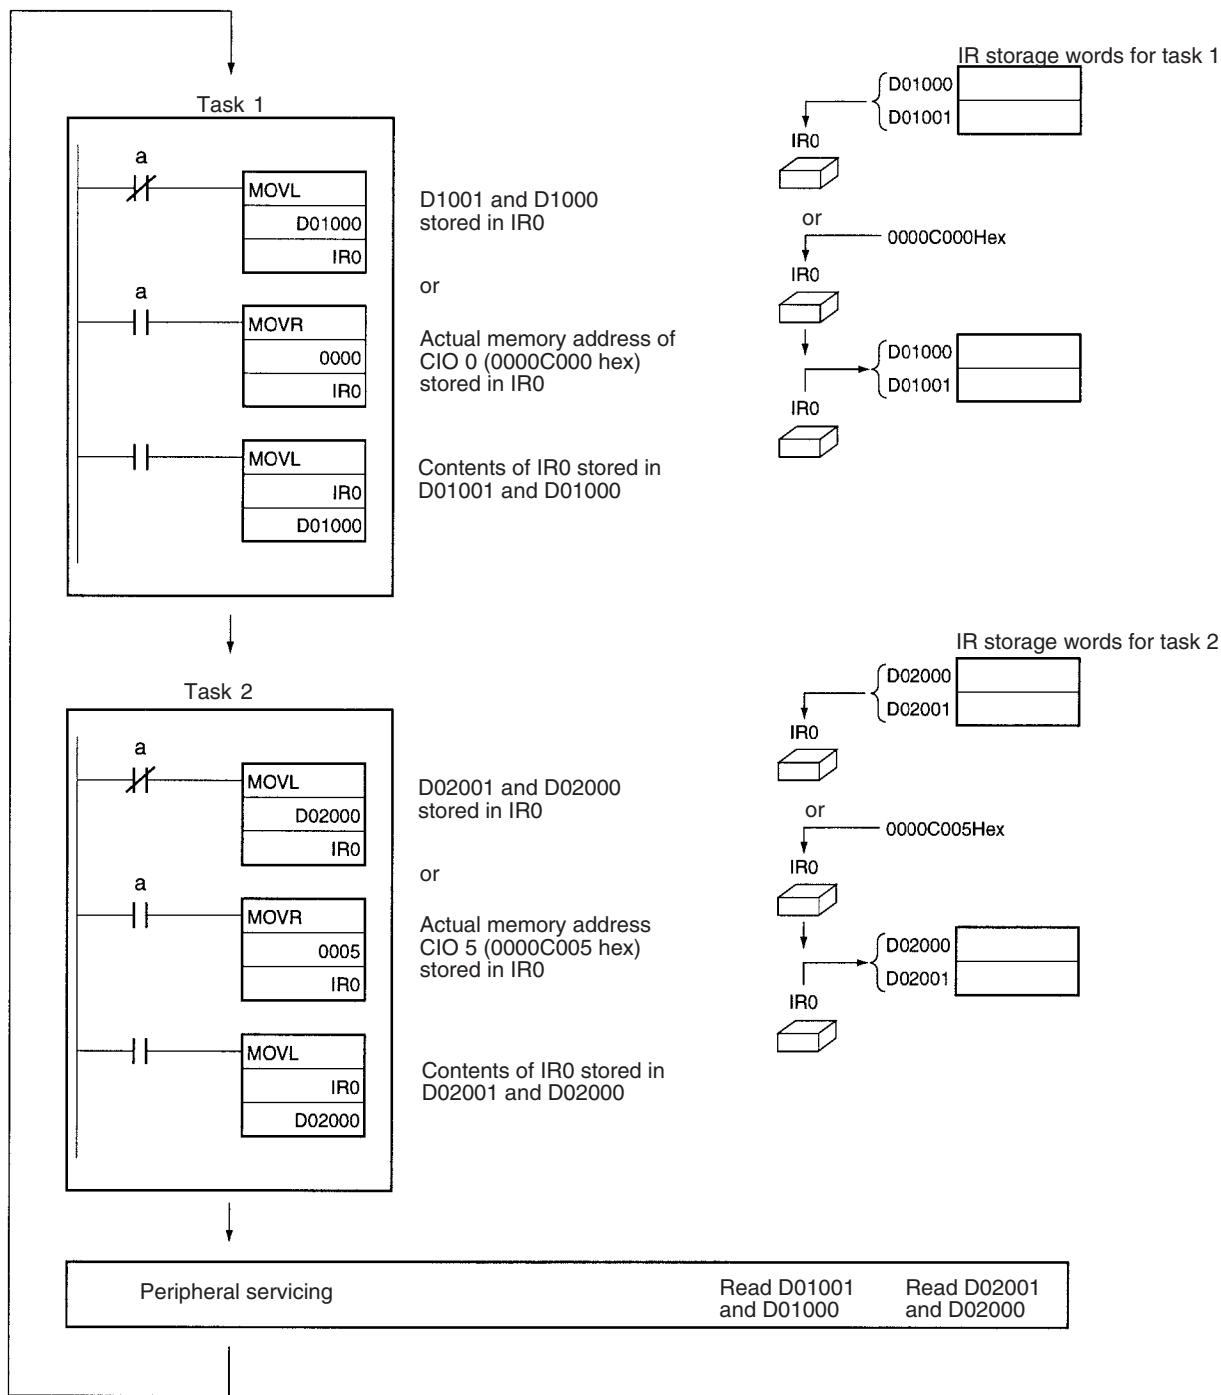 IR storage words for task 1
Task 1
D01000
D01001
IR0
a
MOVL
D01000
IR0
D1001 and D1000
stored in IR0
or
0000C000Hex
IR0
or
a
MOVR
0000
IR0
Actual memory address of
CIO 0 (0000C000 hex)
stored in IR0
D01000
D01001
IR0
MOVL
IR0
D01000
Contents of IR0 stored in
D01001 and D01000
IR storage words for task 2
Task 2
D02000
D02001
IR0
a
MOVL
D02000
IR0
D02001 and D02000
stored in IR0
or
0000C005Hex
IR0
or
a
MOVR
0005
IR0
Actual memory address
CIO 5 (0000C005 hex)
stored in IR0
D02000
D02001
IR0
MOVL
IR0
D02000
Contents of IR0 stored in
D02001 and D02000
Peripheral servicing
Read D01001
and D01000
Read D02001
and D02000